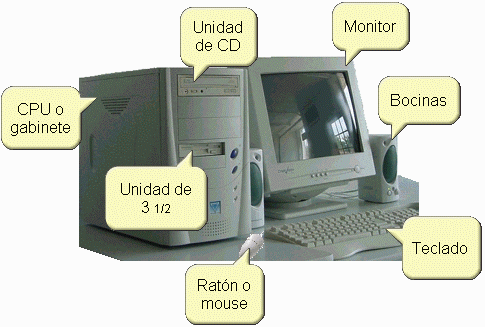 Unidad
de CD
Monitor
CPU o
gabinete
Bocinas
Unidad de
3 1/2
Teclado
Ratón o
mouse